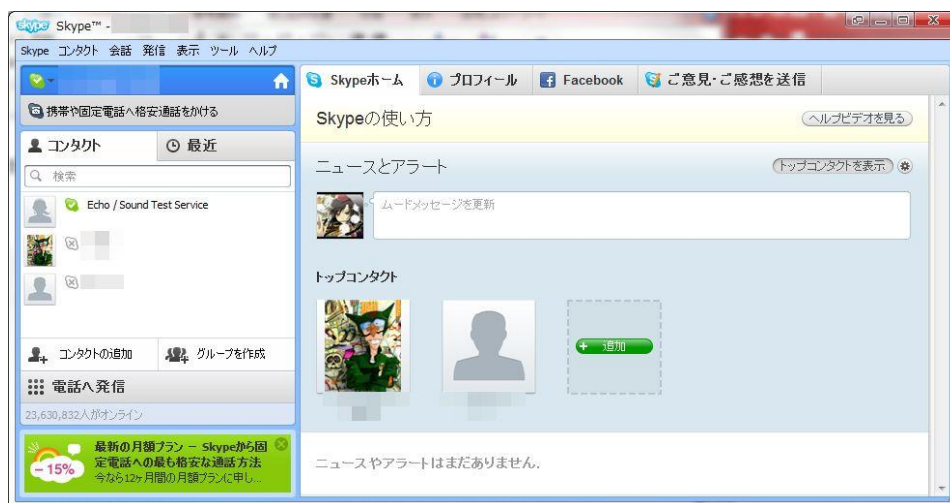 skype Skype™ -
Skype コンタクト 会話 発信 表示 ツール ヘルプ
携帯や固定電話へ格安通話をかける
コンタクト 最近
検索
Echo / Sound Test Service
コンタクトの追加 グループを作成
電話へ発信
23,630,832人がオンライン
-15%
最新の月額プラン － Skypeから固
定電話への最も格安な通話方法
今なら12ヶ月間の月額プランに申し...
Skypeホーム プロフィール Facebook ご意見・ご感想を送信
Skypeの使い方 ヘルプビデオを見る
ニュースとアラート トップコンタクトを表示
ムードメッセージを更新
トップコンタクト
+ 追加
ニュースやアラートはまだありません.